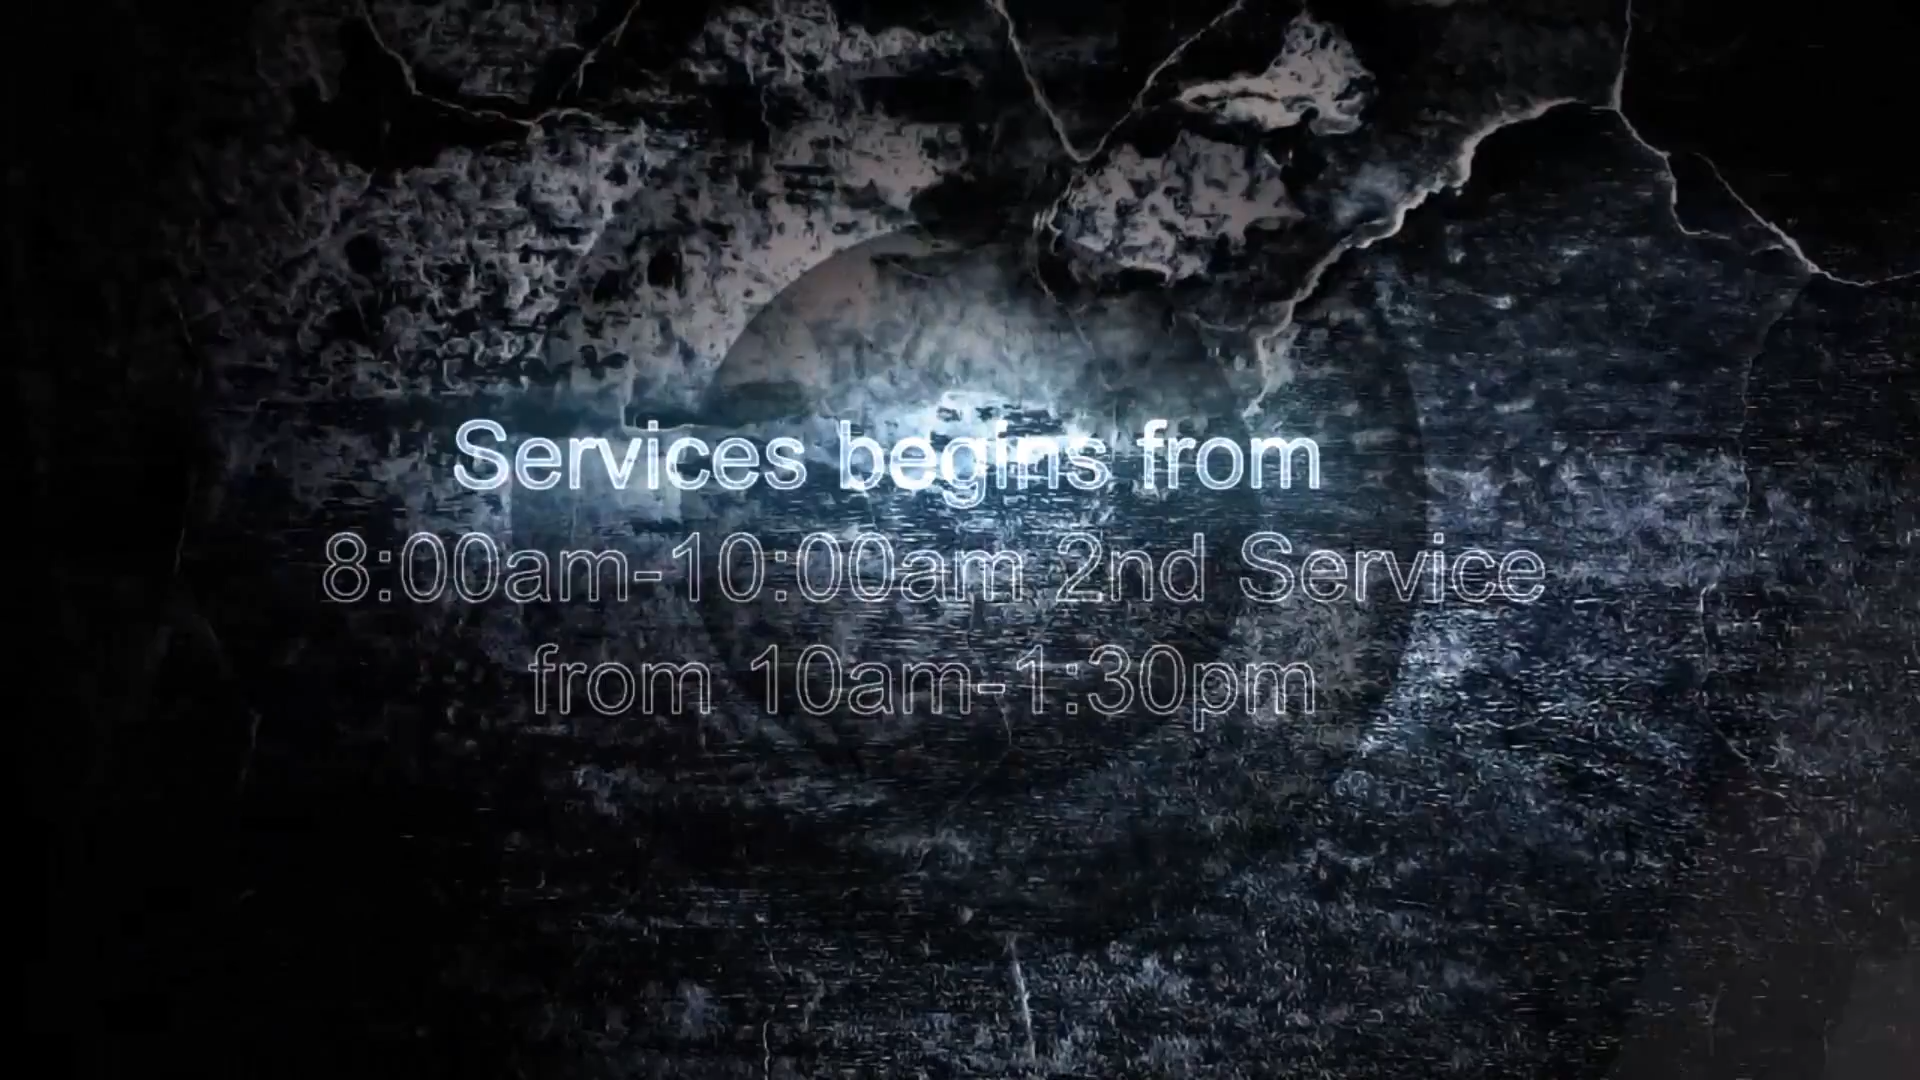 Services begins from
8:00am-10:00am 2nd Service
from 10am-1:30pm